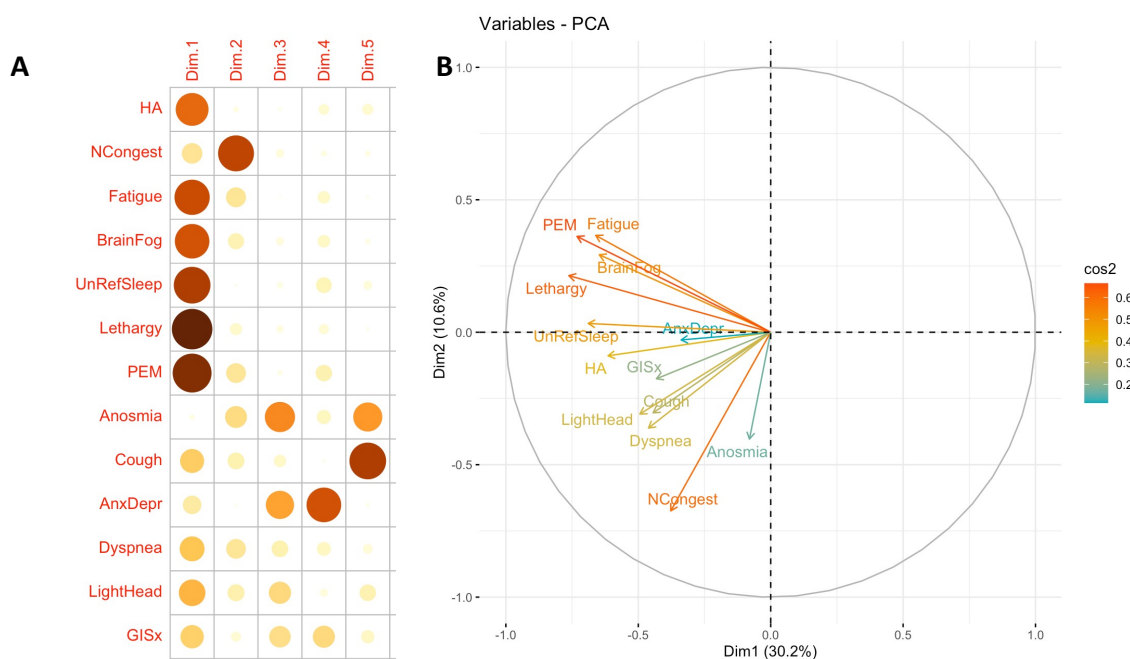 Variables - PCA
A
B
Dim.1
Dim.2
Dim.3
Dim.4
Dim.5
HA
NCongest
Fatigue
BrainFog
UnRefSleep
Lethargy
PEM
Anosmia
Cough
AnxDepr
Dyspnea
LightHead
GISx
Dim2 (10.6%)
1.0
0.5
0.0
-0.5
-1.0
PEM
Fatigue
BrainFog
Lethargy
AnxDepr
UnRefSleep
HA
GISx
Cough
LightHead
Dyspnea
Anosmia
NCongest
-1.0
-0.5
0.0
0.5
1.0
Dim1 (30.2%)
cos2
0.6
0.5
0.4
0.3
0.2